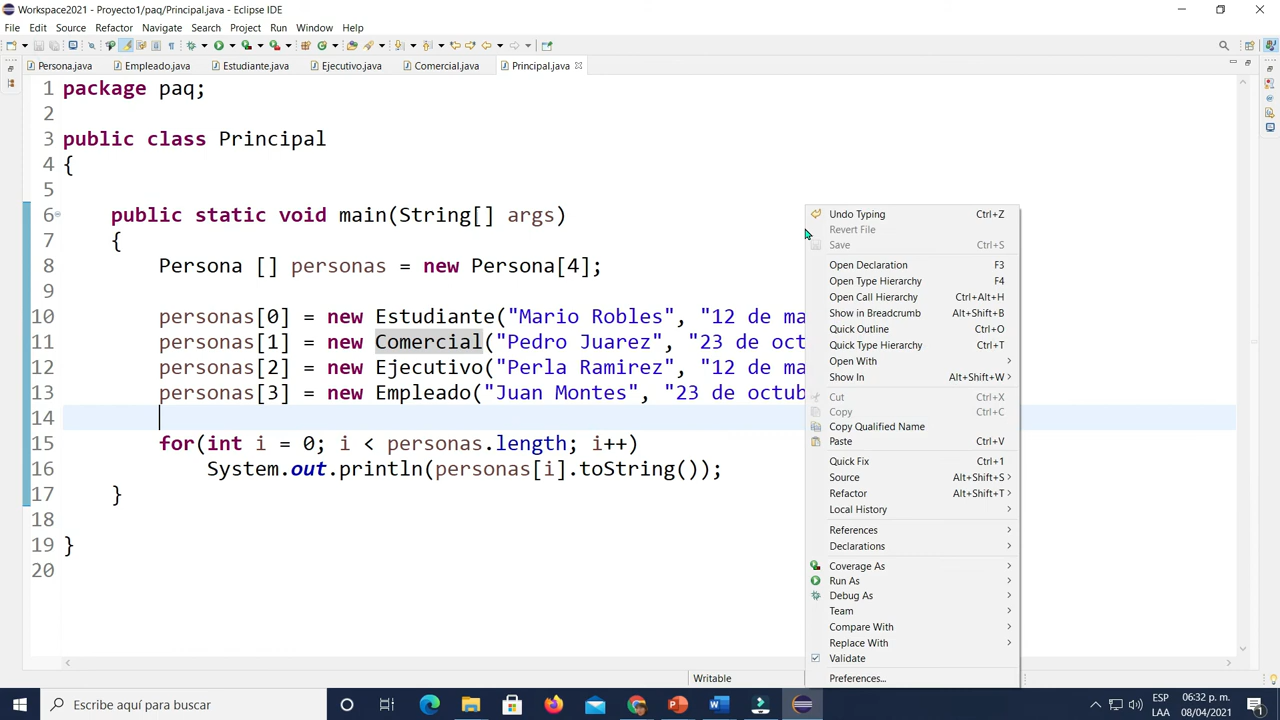 Workspace2021 - Proyecto1/paq/Principal.java - Eclipse IDE
File Edit Source Refactor Navigate Search Project Run Window Help
Persona.java Empleado.java Estudiante.java Ejecutivo.java Comercial.java Principal.java
1 package paq;
2
3 public class Principal
4 {
5
6 public static void main(String[] args)
7 {
8 Persona [] personas = new Persona[4];
9
10 personas[0] = new Estudiante("Mario Robles", "12 de ma
11 personas[1] = new Comercial("Pedro Juarez", "23 de oct
12 personas[2] = new Ejecutivo("Perla Ramirez", "12 de ma
13 personas[3] = new Empleado("Juan Montes", "23 de octub
14
15 for(int i = 0; i < personas.length; i++)
16 System.out.println(personas[i].toString());
17 }
18
19 }
20
Undo Typing Ctrl+Z
Revert File
Save Ctrl+S
Open Declaration F3
Open Type Hierarchy F4
Open Call Hierarchy Ctrl+Alt+H
Show in Breadcrumb Alt+Shift+B
Quick Outline Ctrl+O
Quick Type Hierarchy Ctrl+T
Open With
Show In Alt+Shift+W
Cut Ctrl+X
Copy Ctrl+C
Copy Qualified Name
Paste Ctrl+V
Quick Fix Ctrl+1
Source Alt+Shift+S
Refactor Alt+Shift+T
Local History
References
Declarations
Coverage As
Run As
Debug As
Team
Compare With
Replace With
Validate
Preferences...
Writable
Escribe aquí para buscar
ESP
LAA
06:32 p. m.
08/04/2021
1